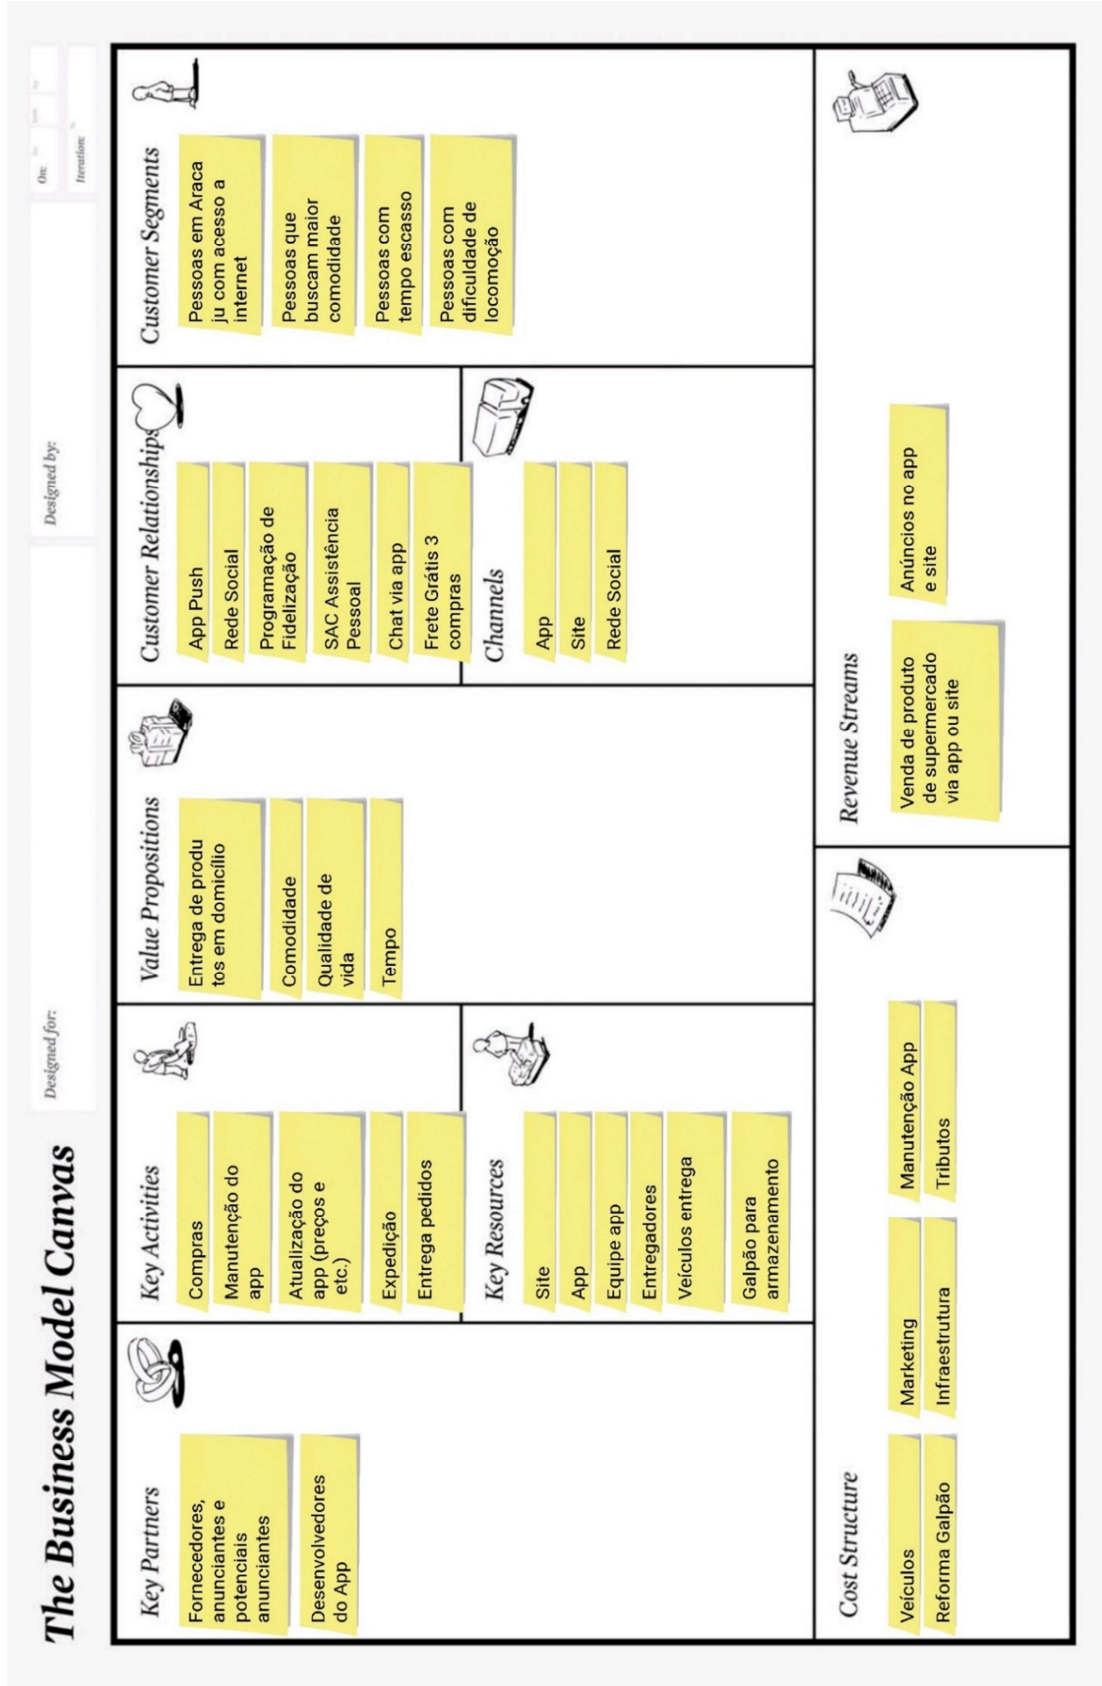 The Business Model Canvas
Designed for:
Designed by:
On:
Iteration:
Key Partners
Fornecedores,
anunciantes e
potenciais
anunciantes
Desenvolvedores
do App
Key Activities
Compras
Manutenção do
app
Atualização do
app (preços e
etc.)
Expedição
Entrega pedidos
Key Resources
Site
App
Equipe app
Entregadores
Veículos entrega
Galpão para
armazenamento
Value Propositions
Entrega de produ
tos em domicílio
Comodidade
Qualidade de
vida
Tempo
Customer Relationships
App Push
Rede Social
Programação de
Fidelização
SAC Assistência
Pessoal
Chat via app
Frete Grátis 3
compras
Channels
App
Site
Rede Social
Customer Segments
Pessoas em Araca
ju com acesso a
internet
Pessoas que
buscam maior
comodidade
Pessoas com
tempo escasso
Pessoas com
dificuldade de
locomoção
Cost Structure
Veículos
Reforma Galpão
Marketing
Infraestrutura
Manutenção App
Tributos
Revenue Streams
Venda de produto
de supermercado
via app ou site
Anúncios no app
e site